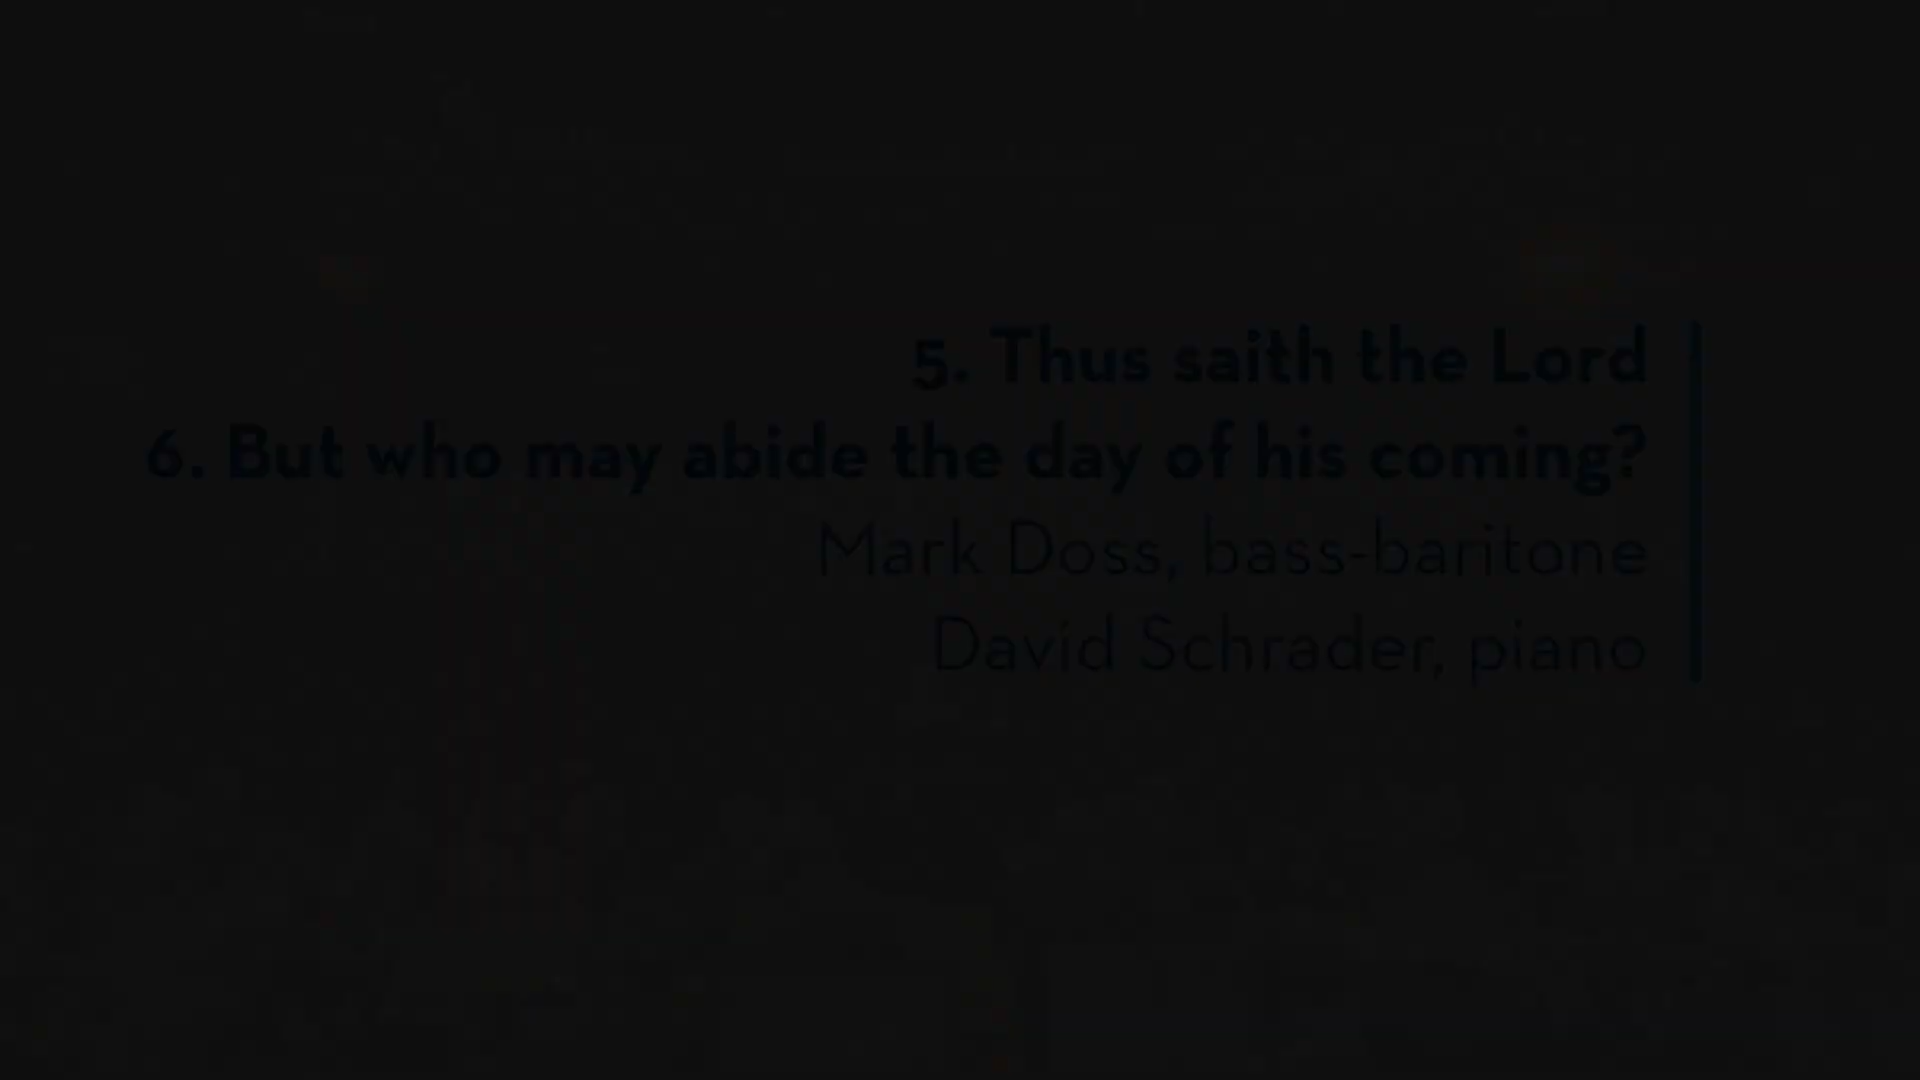 5. Thus saith the Lord
6. But who may abide the day of his coming?
Mark Doss, bass-baritone
David Schrader, piano